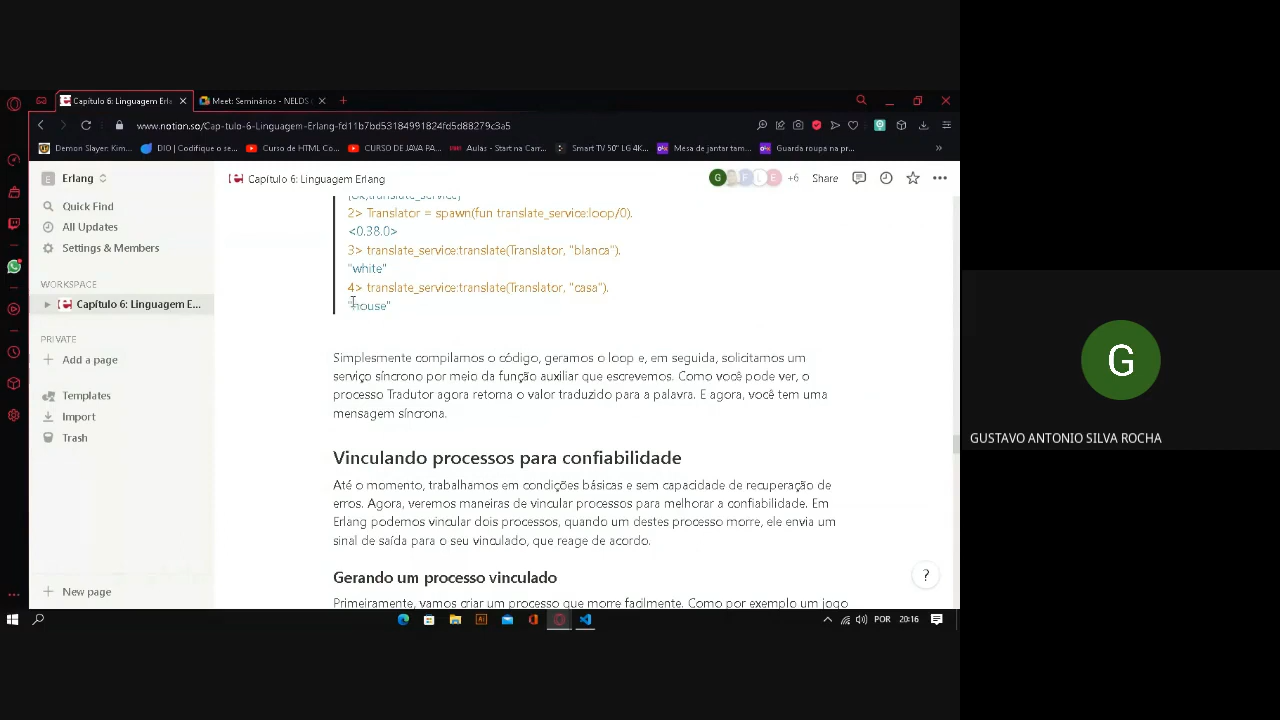 Capítulo 6: Linguagem Erla
Meet: Seminários - NELDS
www.notion.so/Cap-tulo-6-Linguagem-Erlang-fd11b7bd53184991824fd5d88279c3a5
Demon Slayer: Kim...
DIO | Codifique o se...
Curso de HTML Co...
CURSO DE JAVA PA...
Aulas - Start na Carr...
Smart TV 50" LG 4K...
Mesa de jantar tam...
Guarda roupa na pr...
»
Erlang
Capítulo 6: Linguagem Erlang
+6
Share
Quick Find
All Updates
Settings & Members
WORKSPACE
Capítulo 6: Linguagem E...
PRIVATE
Add a page
Templates
Import
Trash
New page
{ok,translate_service}
2> Translator = spawn(fun translate_service:loop/0).
<0.38.0>
3> translate_service:translate(Translator, "blanca").
"white"
4> translate_service:translate(Translator, "casa").
"house"
Simplesmente compilamos o código, geramos o loop e, em seguida, solicitamos um
serviço síncrono por meio da função auxiliar que escrevemos. Como você pode ver, o
processo Tradutor agora retorna o valor traduzido para a palavra. E agora, você tem uma
mensagem síncrona.
Vinculando processos para confiabilidade
Até o momento, trabalhamos em condições básicas e sem capacidade de recuperação de
erros. Agora, veremos maneiras de vincular processos para melhorar a confiabilidade. Em
Erlang podemos vincular dois processos, quando um destes processo morre, ele envia um
sinal de saída para o seu vinculado, que reage de acordo.
Gerando um processo vinculado
Primeiramente, vamos criar um processo que morre facilmente. Como por exemplo um jogo
?
G
GUSTAVO ANTONIO SILVA ROCHA
POR
20:16